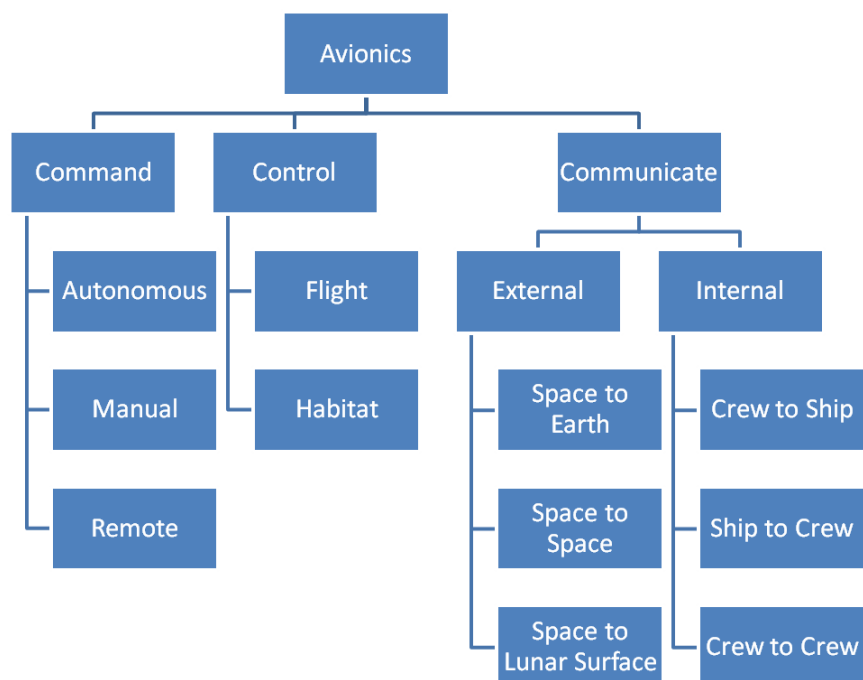 Avionics
Command
Control
Communicate
Autonomous
Flight
External
Internal
Manual
Habitat
Space to
Earth
Crew to Ship
Remote
Space to
Space
Ship to Crew
Space to
Lunar Surface
Crew to Crew